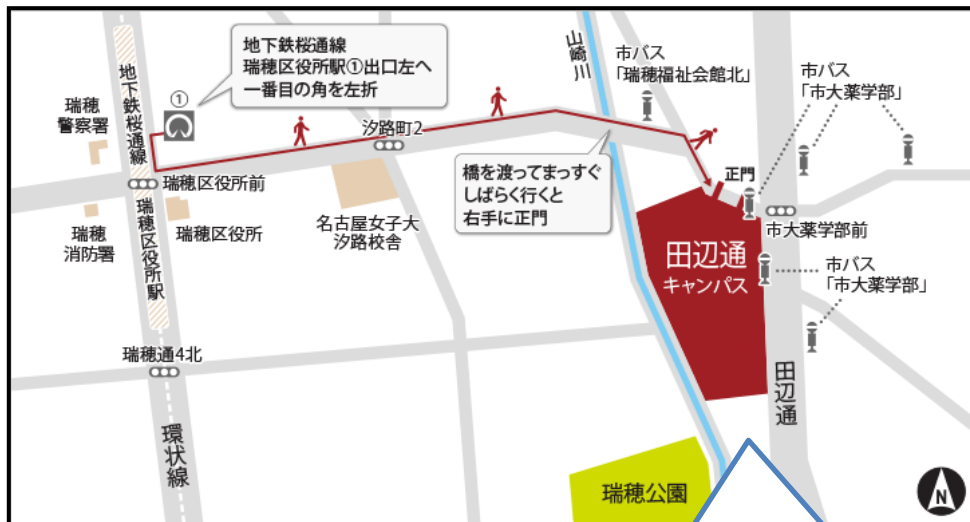 地下鉄桜通線
瑞穂区役所駅①出口左へ
一番目の角を左折
①
地下鉄桜通線
瑞穂
警察署
汐路町2
山崎川
市バス
「瑞穂福祉会館北」
市バス
「市大薬学部」
橋を渡ってまっすぐ
しばらく行くと
右手に正門
正門
瑞穂区役所前
瑞穂区役所
瑞穂
消防署
瑞穂区役所駅
名古屋女子大
汐路校舎
市大薬学部前
田辺通
キャンパス
市バス
「市大薬学部」
瑞穂通4北
環状線
田辺通
瑞穂公園
N